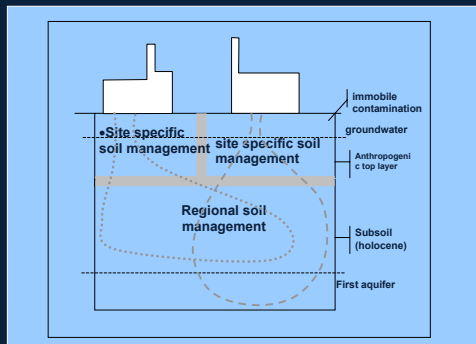 immobile
contamination
groundwater
•Site specific
soil management
site specific soil
management
Anthropogeni
c top layer
Regional soil
management
Subsoil
(holocene)
First aquifer